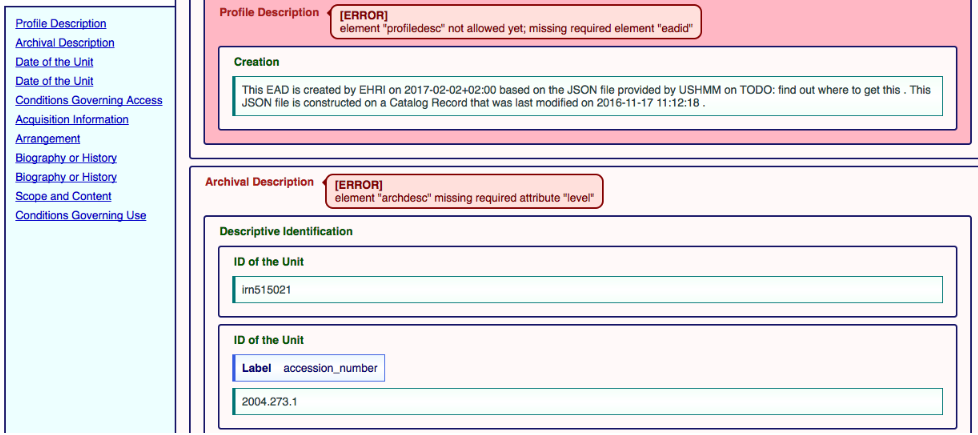 Profile Description
Archival Description
Date of the Unit
Date of the Unit
Conditions Governing Access
Acquisition Information
Arrangement
Biography or History
Biography or History
Scope and Content
Conditions Governing Use
Profile Description
[ERROR]
element "profiledesc" not allowed yet; missing required element "eadid"
Creation
This EAD is created by EHRI on 2017-02-02+02:00 based on the JSON file provided by USHMM on TODO: find out where to get this . This
JSON file is constructed on a Catalog Record that was last modified on 2016-11-17 11:12:18 .
Archival Description
[ERROR]
element "archdesc" missing required attribute "level"
Descriptive Identification
ID of the Unit
irn515021
ID of the Unit
Label accession_number
2004.273.1